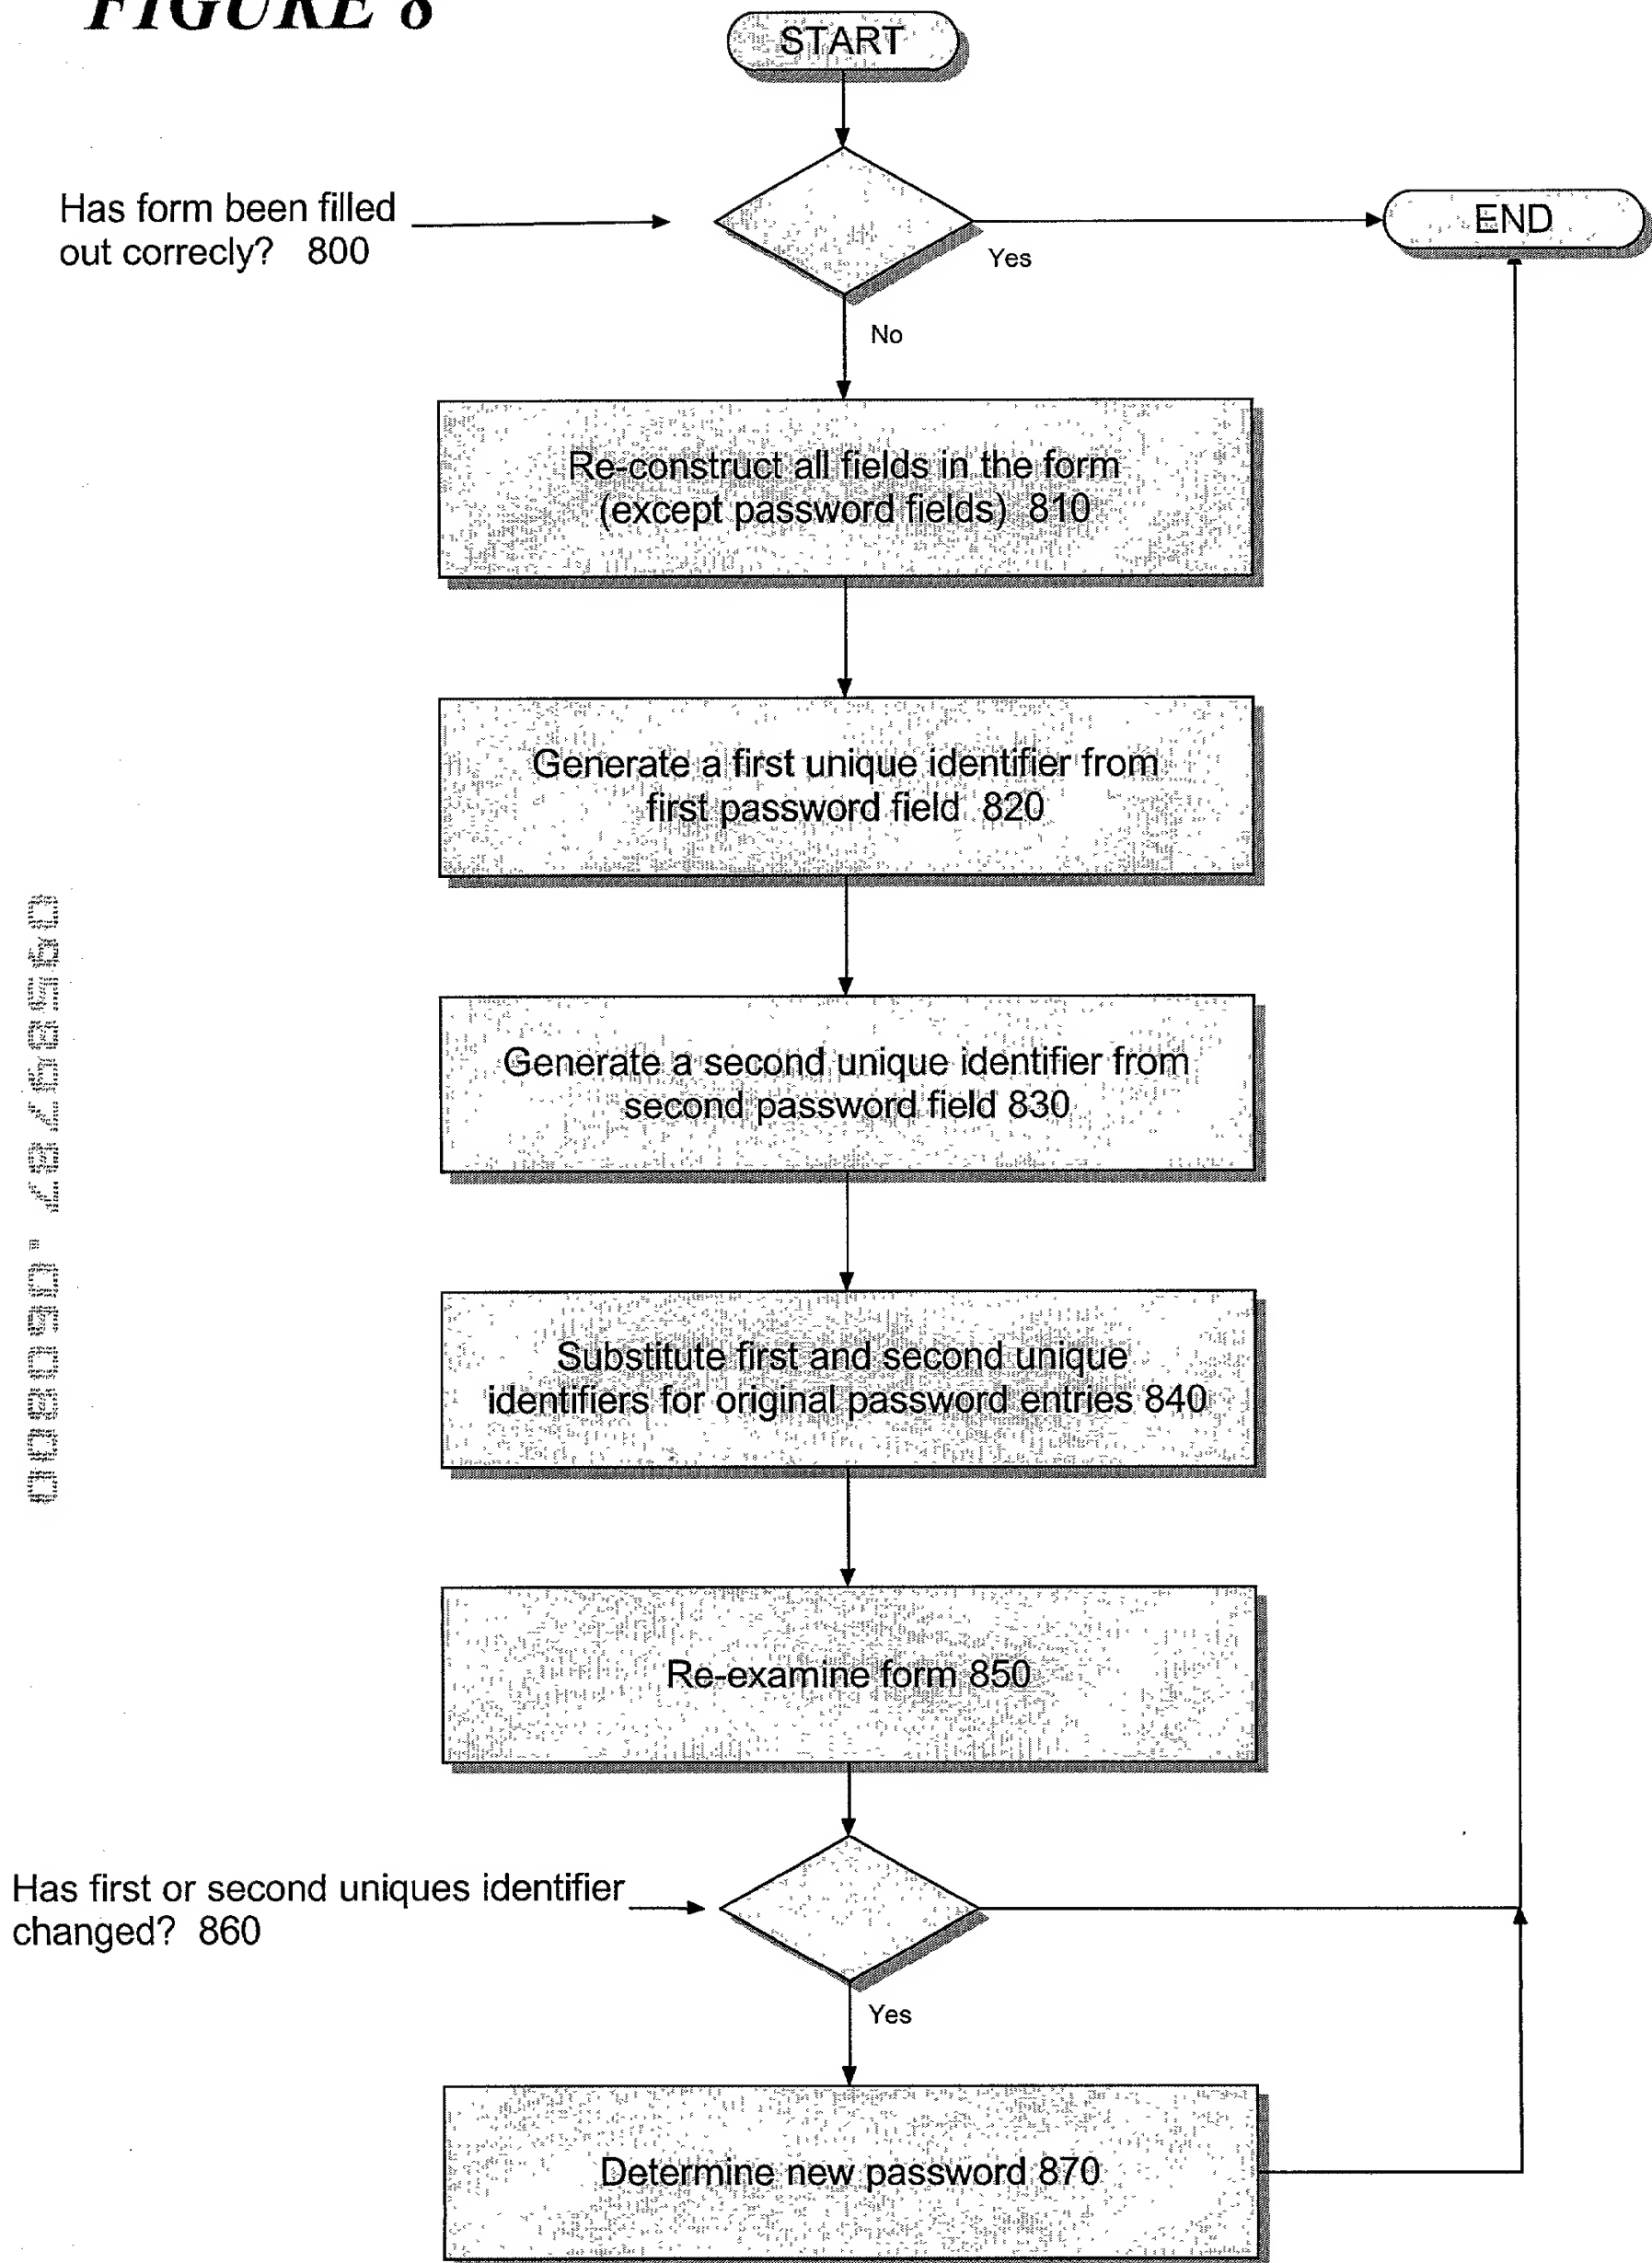 FIGURE 8
START
Has form been filled
out correcly? 800
END
Yes
No
Re-construct all fields in the form
(except password fields) 810
Generate a first unique identifier from
first password field 820
Generate a second unique identifier from
second password field 830
Substitute first and second unique
identifiers for original password entries 840
Re-examine form 850
Has first or second uniques identifier
changed? 860
Yes
Determine new password 870